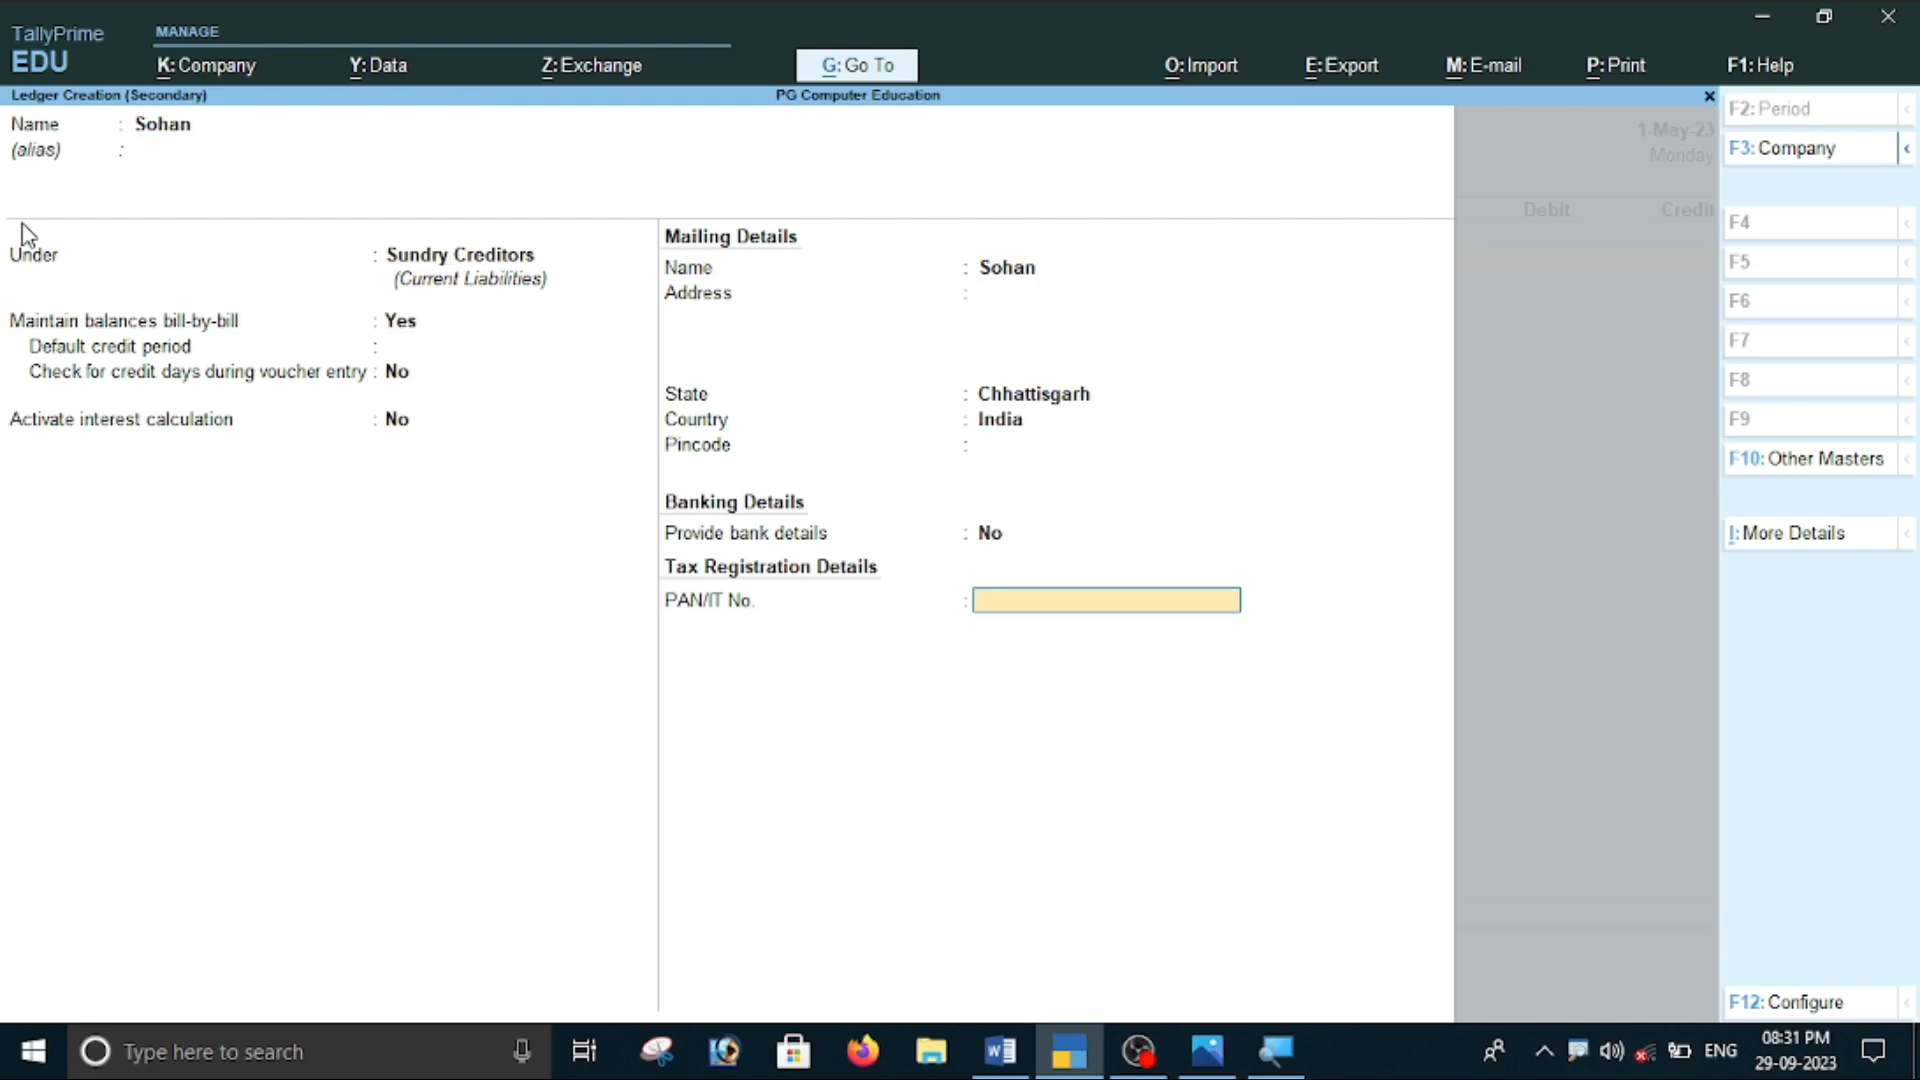 TallyPrime
EDU
MANAGE
K: Company
Y: Data
Z: Exchange
G: Go To
O: Import
E: Export
M: E-mail
P: Print
F1: Help
Ledger Creation (Secondary)
PG Computer Education
Name : Sohan
(alias) :
Under : Sundry Creditors
(Current Liabilities)
Maintain balances bill-by-bill : Yes
Default credit period :
Check for credit days during voucher entry : No
Activate interest calculation : No
Mailing Details
Name : Sohan
Address :
State : Chhattisgarh
Country : India
Pincode :
Banking Details
Provide bank details : No
Tax Registration Details
PAN/IT No. :
1-May-23
Monday
Debit Credit
F2: Period
F3: Company
F4
F5
F6
F7
F8
F9
F10: Other Masters
I: More Details
F12: Configure
Type here to search
ENG
08:31 PM
29-09-2023